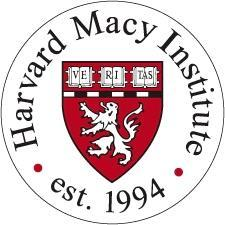 Harvard Macy Institute
VE RI TAS
est. 1994